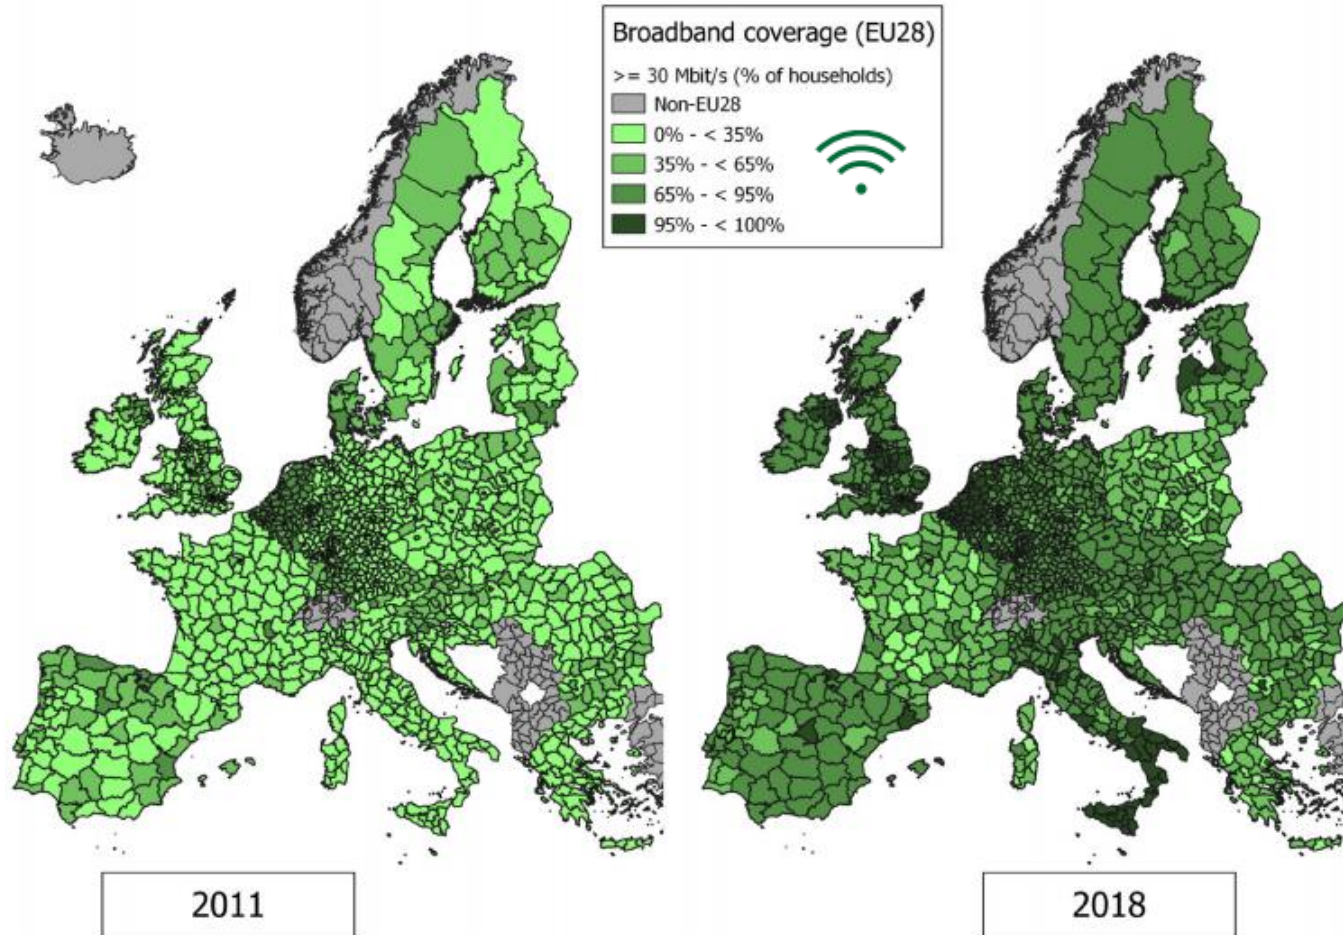 Broadband coverage (EU28)
>= 30 Mbit/s (% of households)
Non-EU28
0% - < 35%
35% - < 65%
65% - < 95%
95% - < 100%
2011
2018